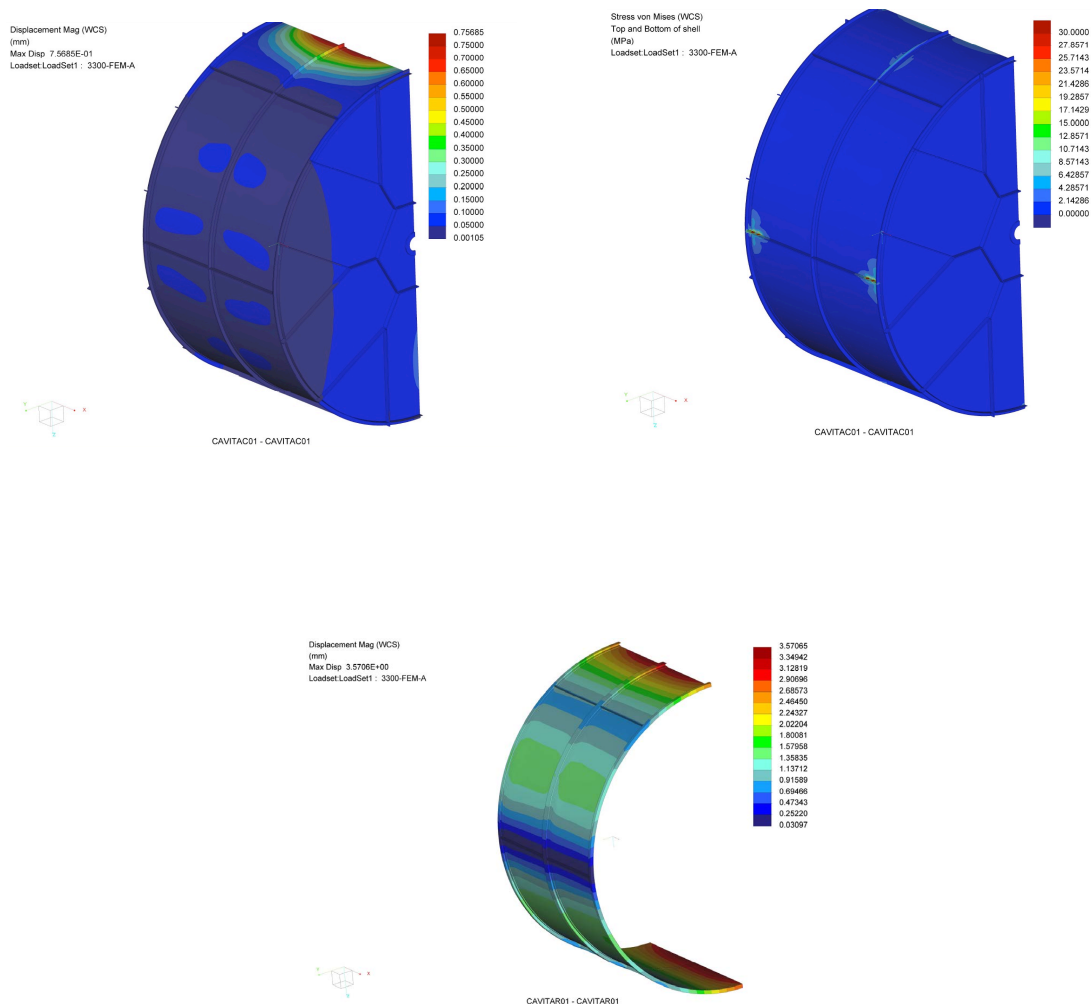 Displacement Mag (WCS)
(mm)
Max Disp 7.5685E-01
Loadset:LoadSet1 : 3300-FEM-A
0.75685
0.75000
0.70000
0.65000
0.60000
0.55000
0.50000
0.45000
0.40000
0.35000
0.30000
0.25000
0.20000
0.15000
0.10000
0.05000
0.00105
Y
X
Z
CAVITAC01 - CAVITAC01
Stress von Mises (WCS)
Top and Bottom of shell
(MPa)
Loadset:LoadSet1 : 3300-FEM-A
30.0000
27.8571
25.7143
23.5714
21.4286
19.2857
17.1429
15.0000
12.8571
10.7143
8.57143
6.42857
4.28571
2.14286
0.00000
Y
X
Z
CAVITAC01 - CAVITAC01
Displacement Mag (WCS)
(mm)
Max Disp 3.5706E+00
Loadset:LoadSet1 : 3300-FEM-A
3.57065
3.34942
3.12819
2.90696
2.68573
2.46450
2.24327
2.02204
1.80081
1.57958
1.35835
1.13712
0.91589
0.69466
0.47343
0.25220
0.03097
Y
X
Z
CAVITAR01 - CAVITAR01